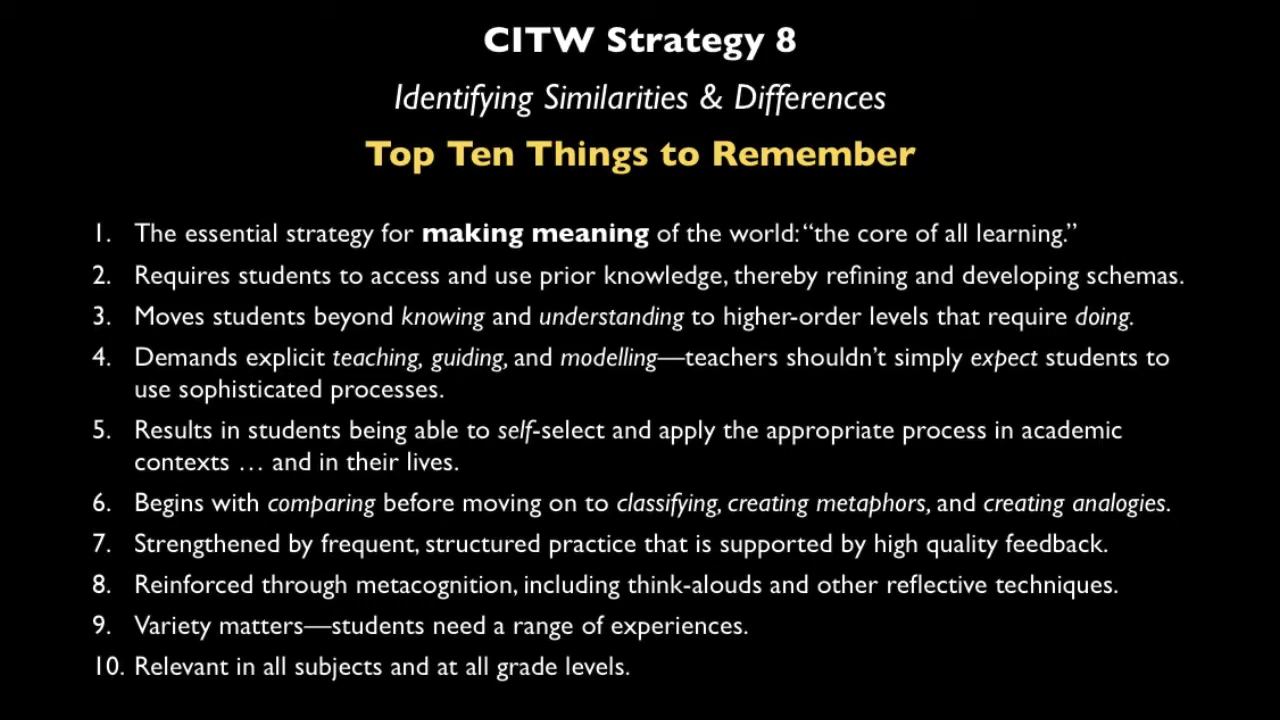 CITW Strategy 8
Identifying Similarities & Differences
Top Ten Things to Remember
1. The essential strategy for making meaning of the world: “the core of all learning.”
2. Requires students to access and use prior knowledge, thereby refining and developing schemas.
3. Moves students beyond knowing and understanding to higher-order levels that require doing.
4. Demands explicit teaching, guiding, and modelling—teachers shouldn’t simply expect students to
use sophisticated processes.
5. Results in students being able to self-select and apply the appropriate process in academic
contexts … and in their lives.
6. Begins with comparing before moving on to classifying, creating metaphors, and creating analogies.
7. Strengthened by frequent, structured practice that is supported by high quality feedback.
8. Reinforced through metacognition, including think-alouds and other reflective techniques.
9. Variety matters—students need a range of experiences.
10. Relevant in all subjects and at all grade levels.